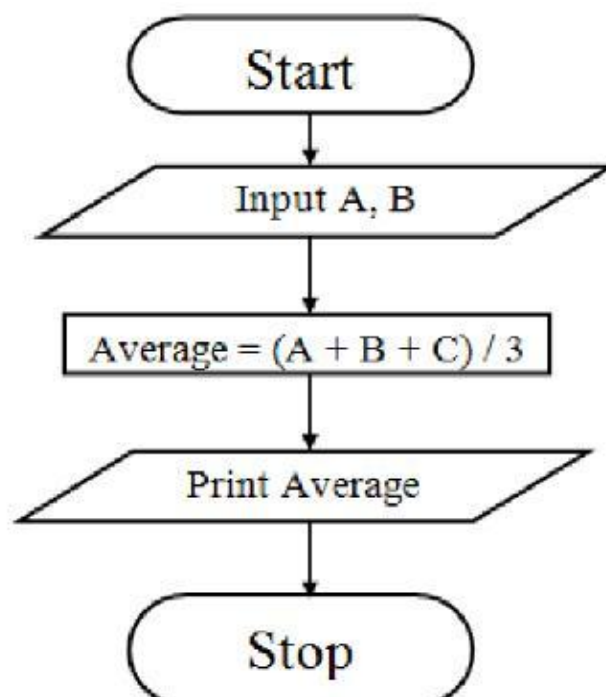 Start
Input A, B
Average = (A + B + C) / 3
Print Average
Stop